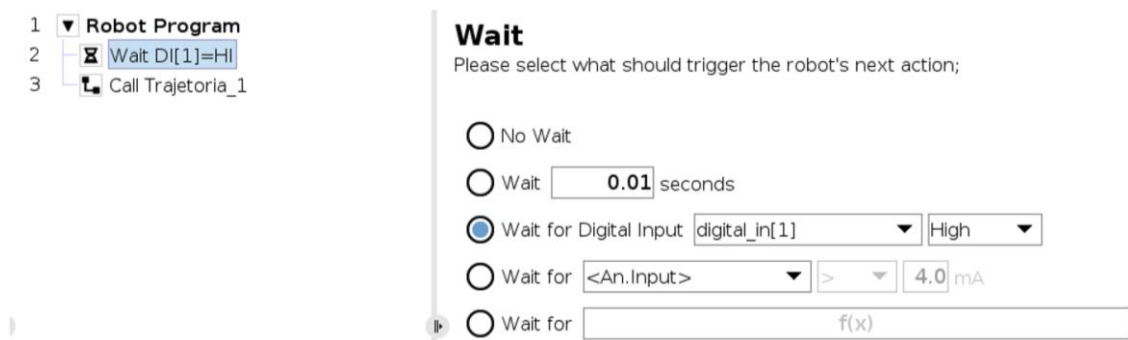 1 Robot Program
2 Wait DI[1]=HI
3 Call Trajetoria_1
Wait
Please select what should trigger the robot's next action;
No Wait
Wait 0.01 seconds
Wait for Digital Input digital_in[1] High
Wait for <An.Input> > 4.0 mA
Wait for f(x)